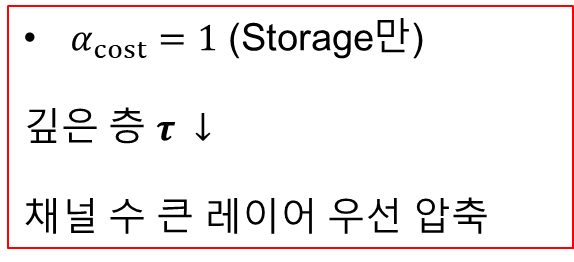 • α_cost = 1 (Storage만)
깊은 층 τ ↓
채널 수 큰 레이어 우선 압축